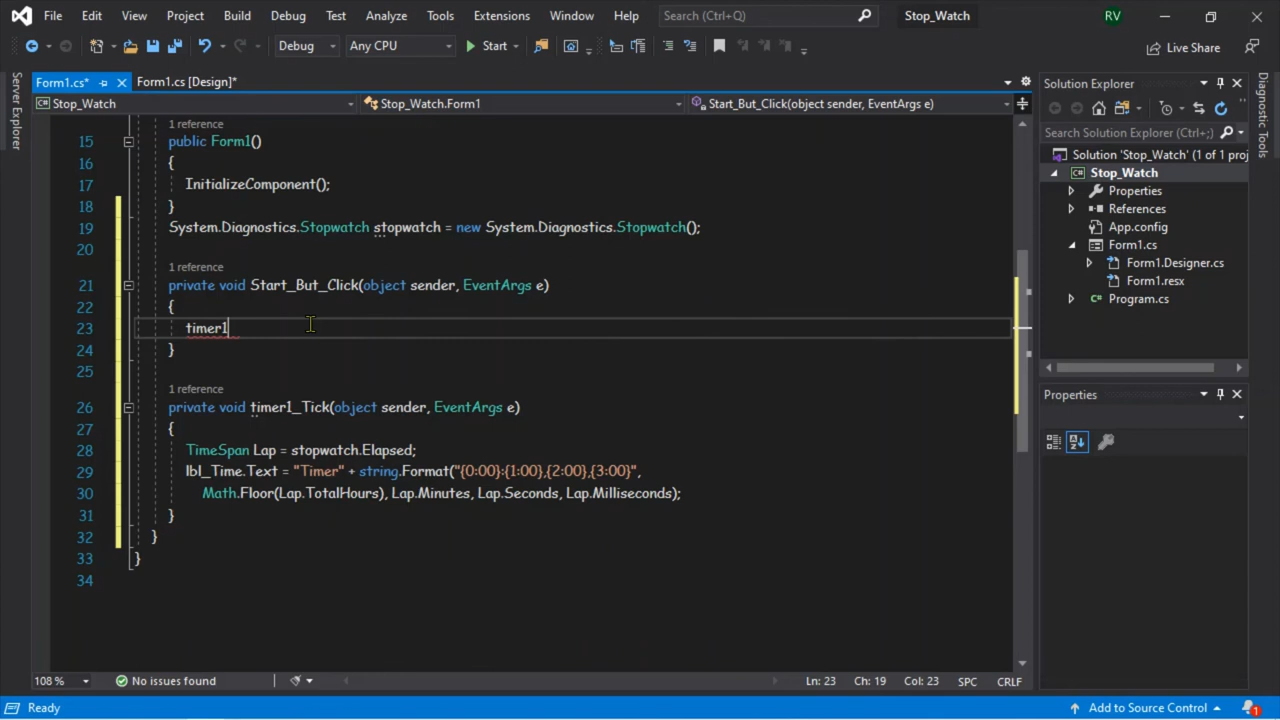 File Edit View Project Build Debug Test Analyze Tools Extensions Window Help Search (Ctrl+Q) Stop_Watch RV
Debug Any CPU Start Live Share
Form1.cs* Form1.cs [Design]*
Stop_Watch Stop_Watch.Form1 Start_But_Click(object sender, EventArgs e)
Server Explorer
1 reference
15 public Form1()
16 {
17 InitializeComponent();
18 }
19 System.Diagnostics.Stopwatch stopwatch = new System.Diagnostics.Stopwatch();
20
1 reference
21 private void Start_But_Click(object sender, EventArgs e)
22 {
23 timer1
24 }
25
1 reference
26 private void timer1_Tick(object sender, EventArgs e)
27 {
28 TimeSpan Lap = stopwatch.Elapsed;
29 lbl_Time.Text = "Timer" + string.Format("{0:00}:{1:00},{2:00},{3:00}",
30 Math.Floor(Lap.TotalHours), Lap.Minutes, Lap.Seconds, Lap.Milliseconds);
31 }
32 }
33 }
34
108 % No issues found Ln: 23 Ch: 19 Col: 23 SPC CRLF
Solution Explorer
Search Solution Explorer (Ctrl+;)
Solution 'Stop_Watch' (1 of 1 proj
Stop_Watch
Properties
References
App.config
Form1.cs
Form1.Designer.cs
Form1.resx
Program.cs
Properties
Diagnostic Tools
Ready Add to Source Control 1